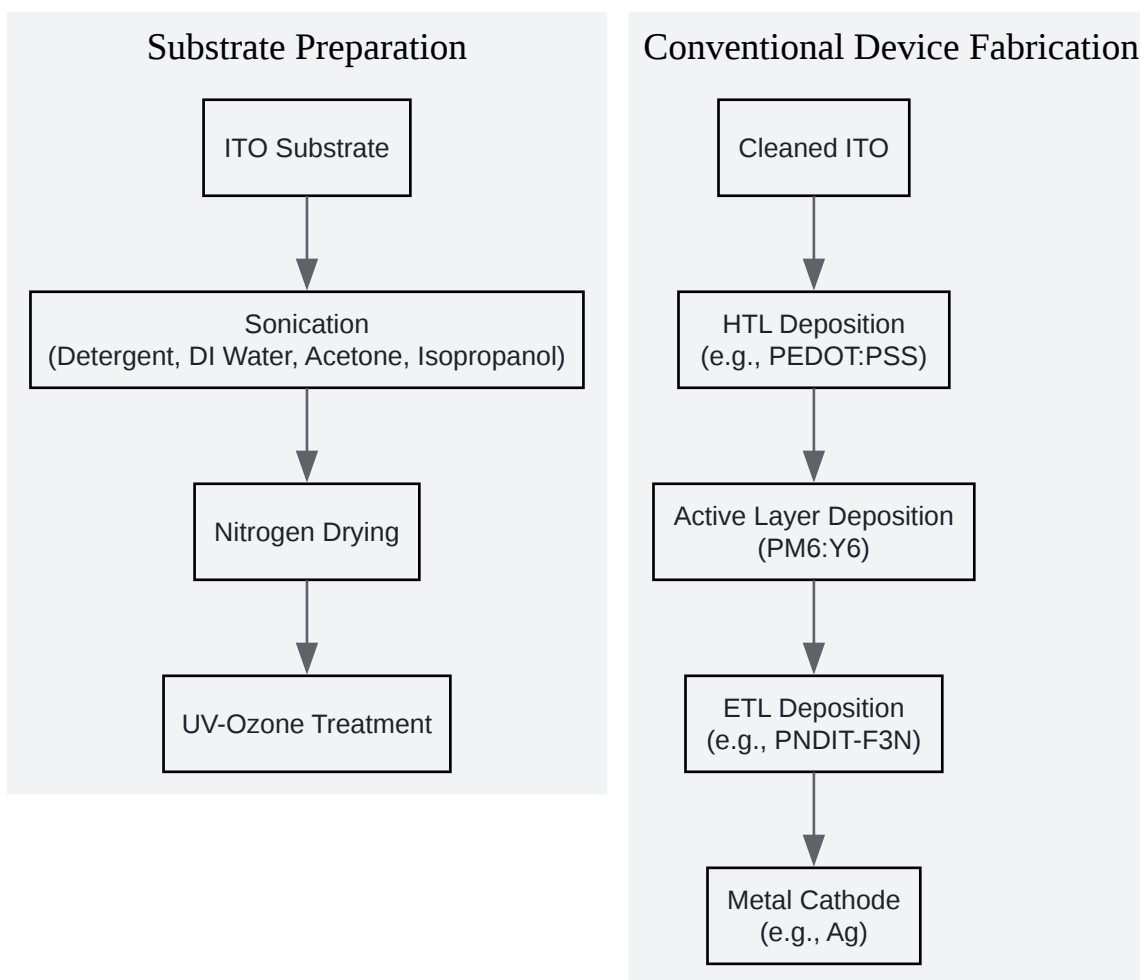 Substrate Preparation
ITO Substrate
Sonication
(Detergent, DI Water, Acetone, Isopropanol)
Nitrogen Drying
UV-Ozone Treatment
Conventional Device Fabrication
Cleaned ITO
HTL Deposition
(e.g., PEDOT:PSS)
Active Layer Deposition
(PM6:Y6)
ETL Deposition
(e.g., PNDIT-F3N)
Metal Cathode
(e.g., Ag)